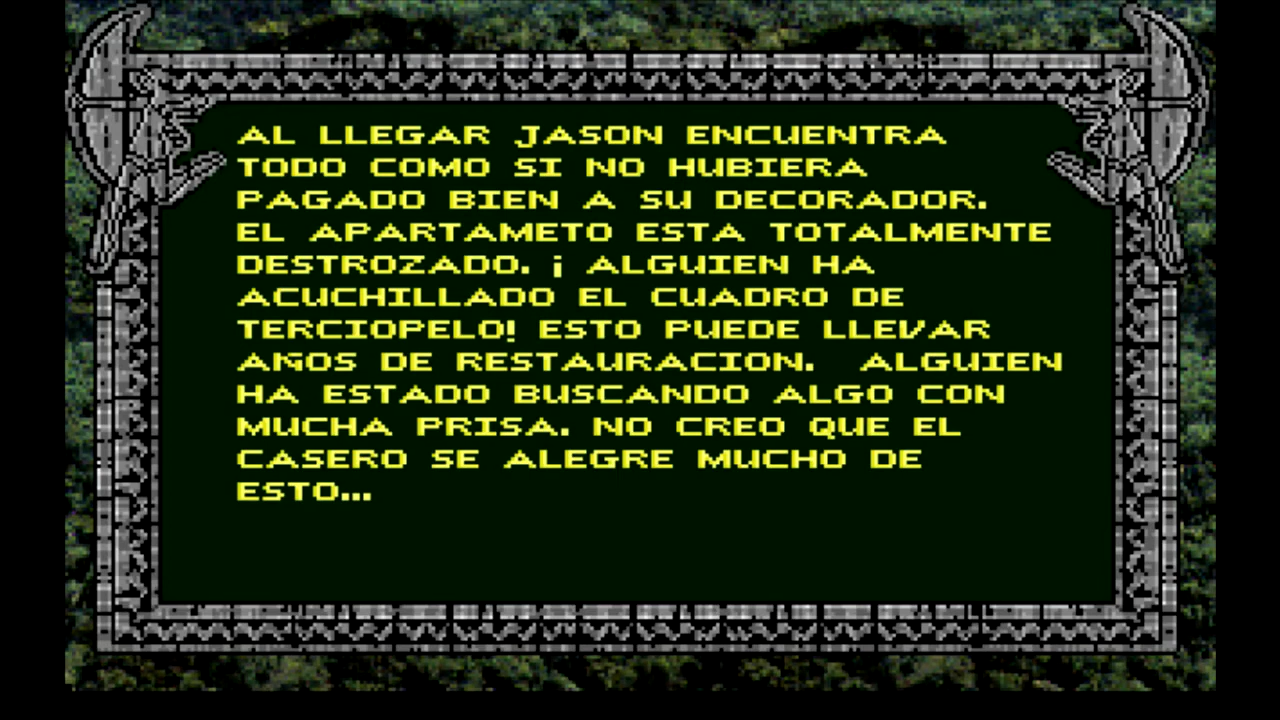 AL LLEGAR JASON ENCUENTRA
TODO COMO SI NO HUBIERA
PAGADO BIEN A SU DECORADOR.
EL APARTAMETO ESTA TOTALMENTE
DESTROZADO. ¡ ALGUIEN HA
ACUCHILLADO EL CUADRO DE
TERCIOPELO! ESTO PUEDE LLEVAR
AÑOS DE RESTAURACION.  ALGUIEN
HA ESTADO BUSCANDO ALGO CON
MUCHA PRISA. NO CREO QUE EL
CASERO SE ALEGRE MUCHO DE
ESTO...